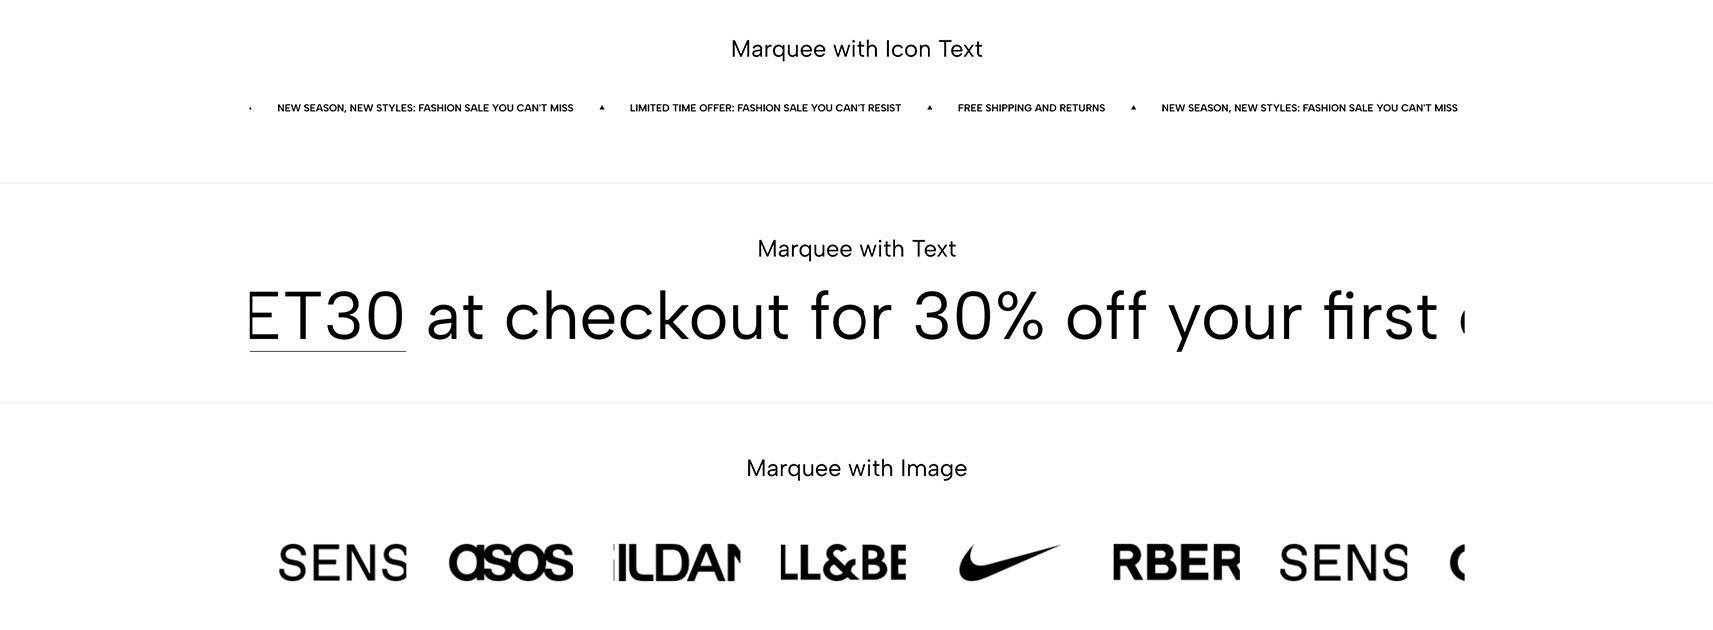 Marquee with Icon Text
NEW SEASON, NEW STYLES: FASHION SALE YOU CAN'T MISS ▲ LIMITED TIME OFFER: FASHION SALE YOU CAN'T RESIST ▲ FREE SHIPPING AND RETURNS ▲ NEW SEASON, NEW STYLES: FASHION SALE YOU CAN'T MISS
Marquee with Text
ET30 at checkout for 30% off your first
Marquee with Image
SENS asos ILDAN LL&BE RBER SENS